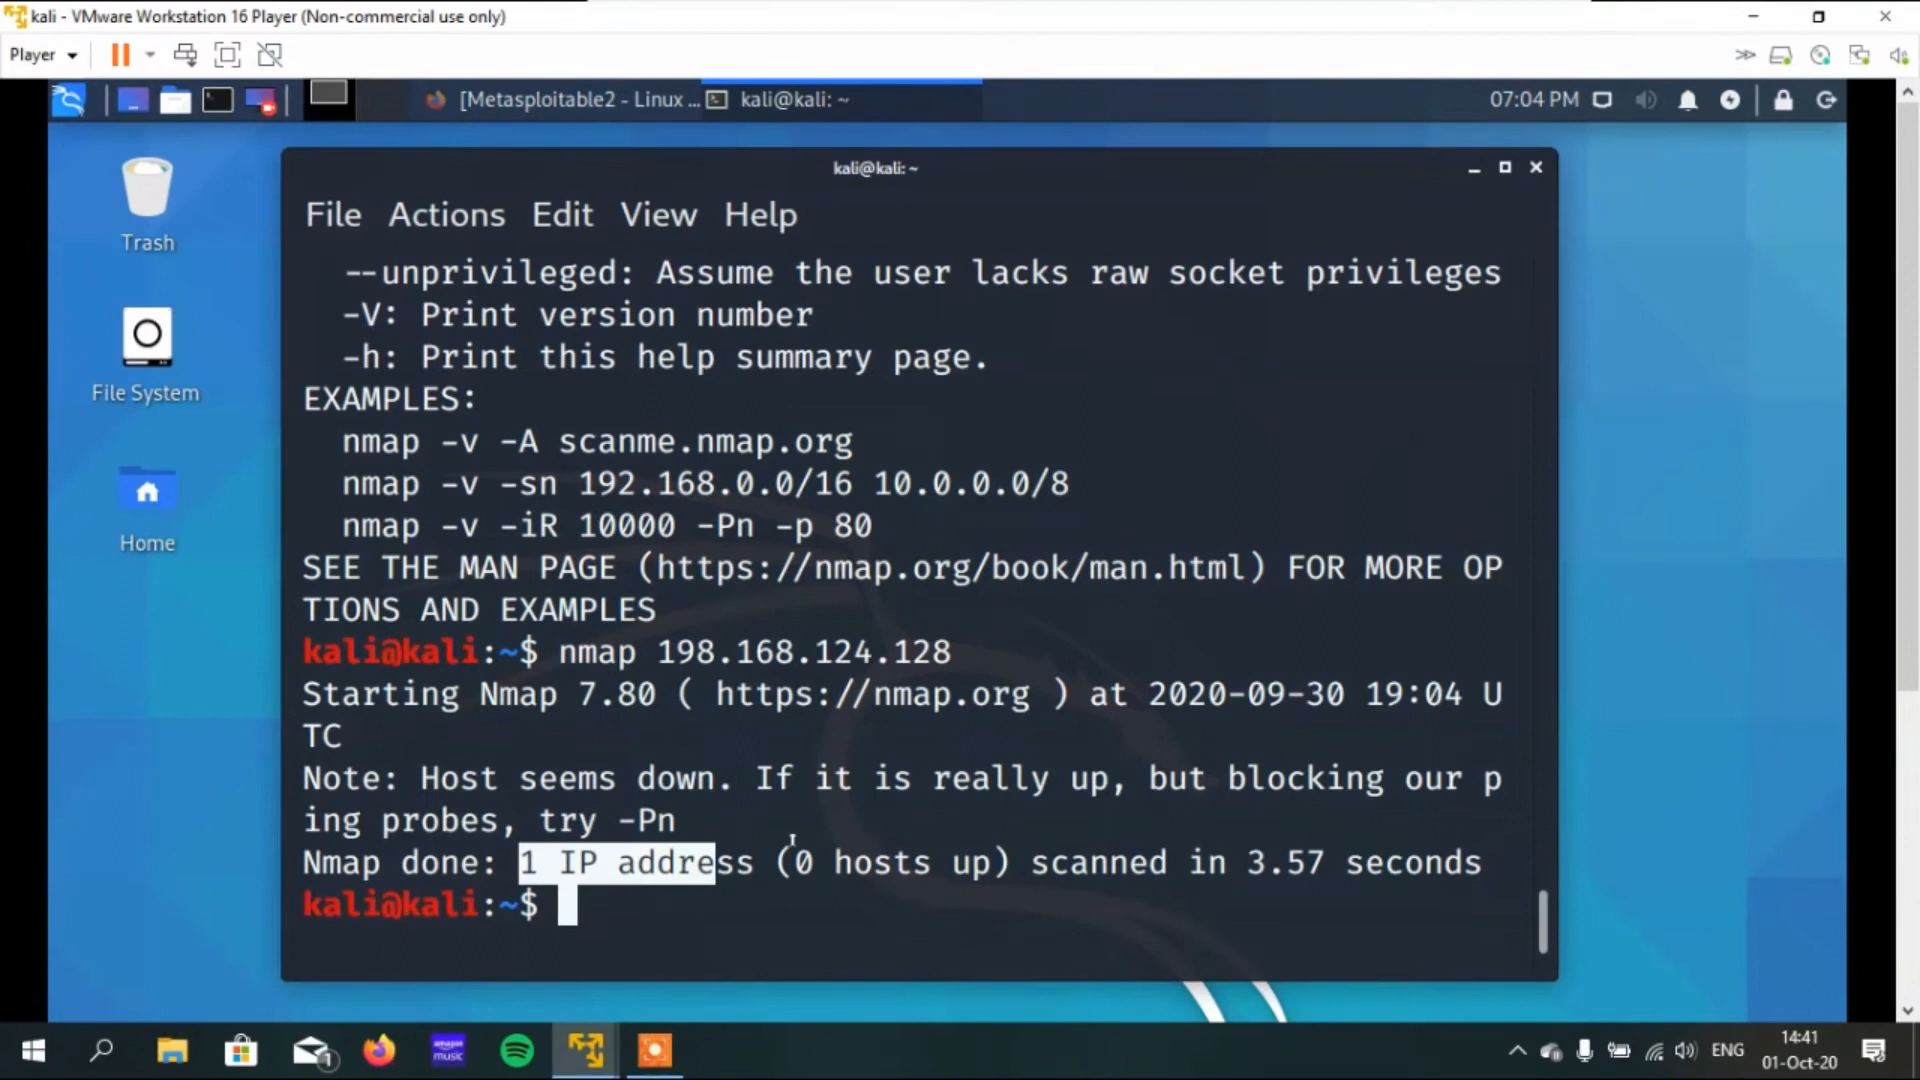 kali - VMware Workstation 16 Player (Non-commercial use only)
Player
[Metasploitable2 - Linux ...
kali@kali: ~
07:04 PM
Trash
File System
Home
kali@kali: ~
File Actions Edit View Help
--unprivileged: Assume the user lacks raw socket privileges
-V: Print version number
-h: Print this help summary page.
EXAMPLES:
nmap -v -A scanme.nmap.org
nmap -v -sn 192.168.0.0/16 10.0.0.0/8
nmap -v -iR 10000 -Pn -p 80
SEE THE MAN PAGE (https://nmap.org/book/man.html) FOR MORE OP
TIONS AND EXAMPLES
kali@kali:~$ nmap 198.168.124.128
Starting Nmap 7.80 ( https://nmap.org ) at 2020-09-30 19:04 U
TC
Note: Host seems down. If it is really up, but blocking our p
ing probes, try -Pn
Nmap done: 1 IP address (0 hosts up) scanned in 3.57 seconds
kali@kali:~$
1
amazon
music
ENG
14:41
01-Oct-20